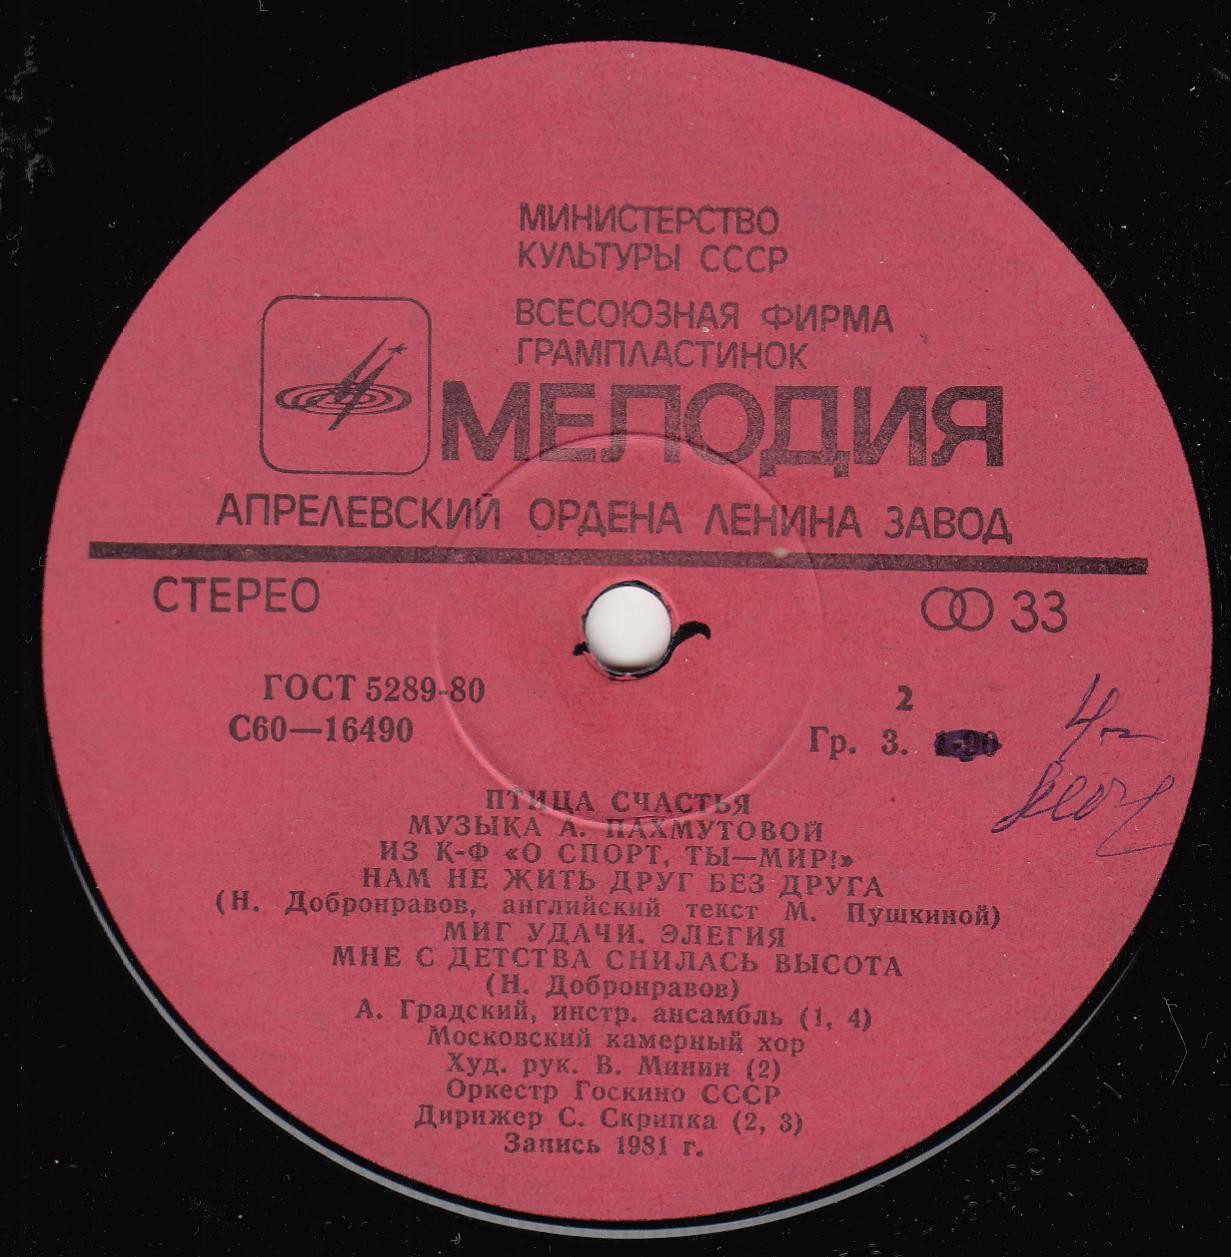 МИНИСТЕРСТВО
КУЛЬТУРЫ СССР
ВСЕСОЮЗНАЯ ФИРМА
ГРАМПЛАСТИНОК
МЕЛОДИЯ
АПРЕЛЕВСКИЙ ОРДЕНА ЛЕНИНА ЗАВОД
СТЕРЕО
33
ГОСТ 5289-80
2
С60—16490
Гр. 3.
ПТИЦА СЧАСТЬЯ
МУЗЫКА А. ПАХМУТОВОЙ
ИЗ К-Ф «О СПОРТ, ТЫ—МИР!»
НАМ НЕ ЖИТЬ ДРУГ БЕЗ ДРУГА
(Н. Добронравов, английский текст М. Пушкиной)
МИГ УДАЧИ. ЭЛЕГИЯ
МНЕ С ДЕТСТВА СНИЛАСЬ ВЫСОТА
(Н. Добронравов)
А. Градский, инстр. ансамбль (1, 4)
Московский камерный хор
Худ. рук. В. Минин (2)
Оркестр Госкино СССР
Дирижер С. Скрипка (2, 3)
Запись 1981 г.